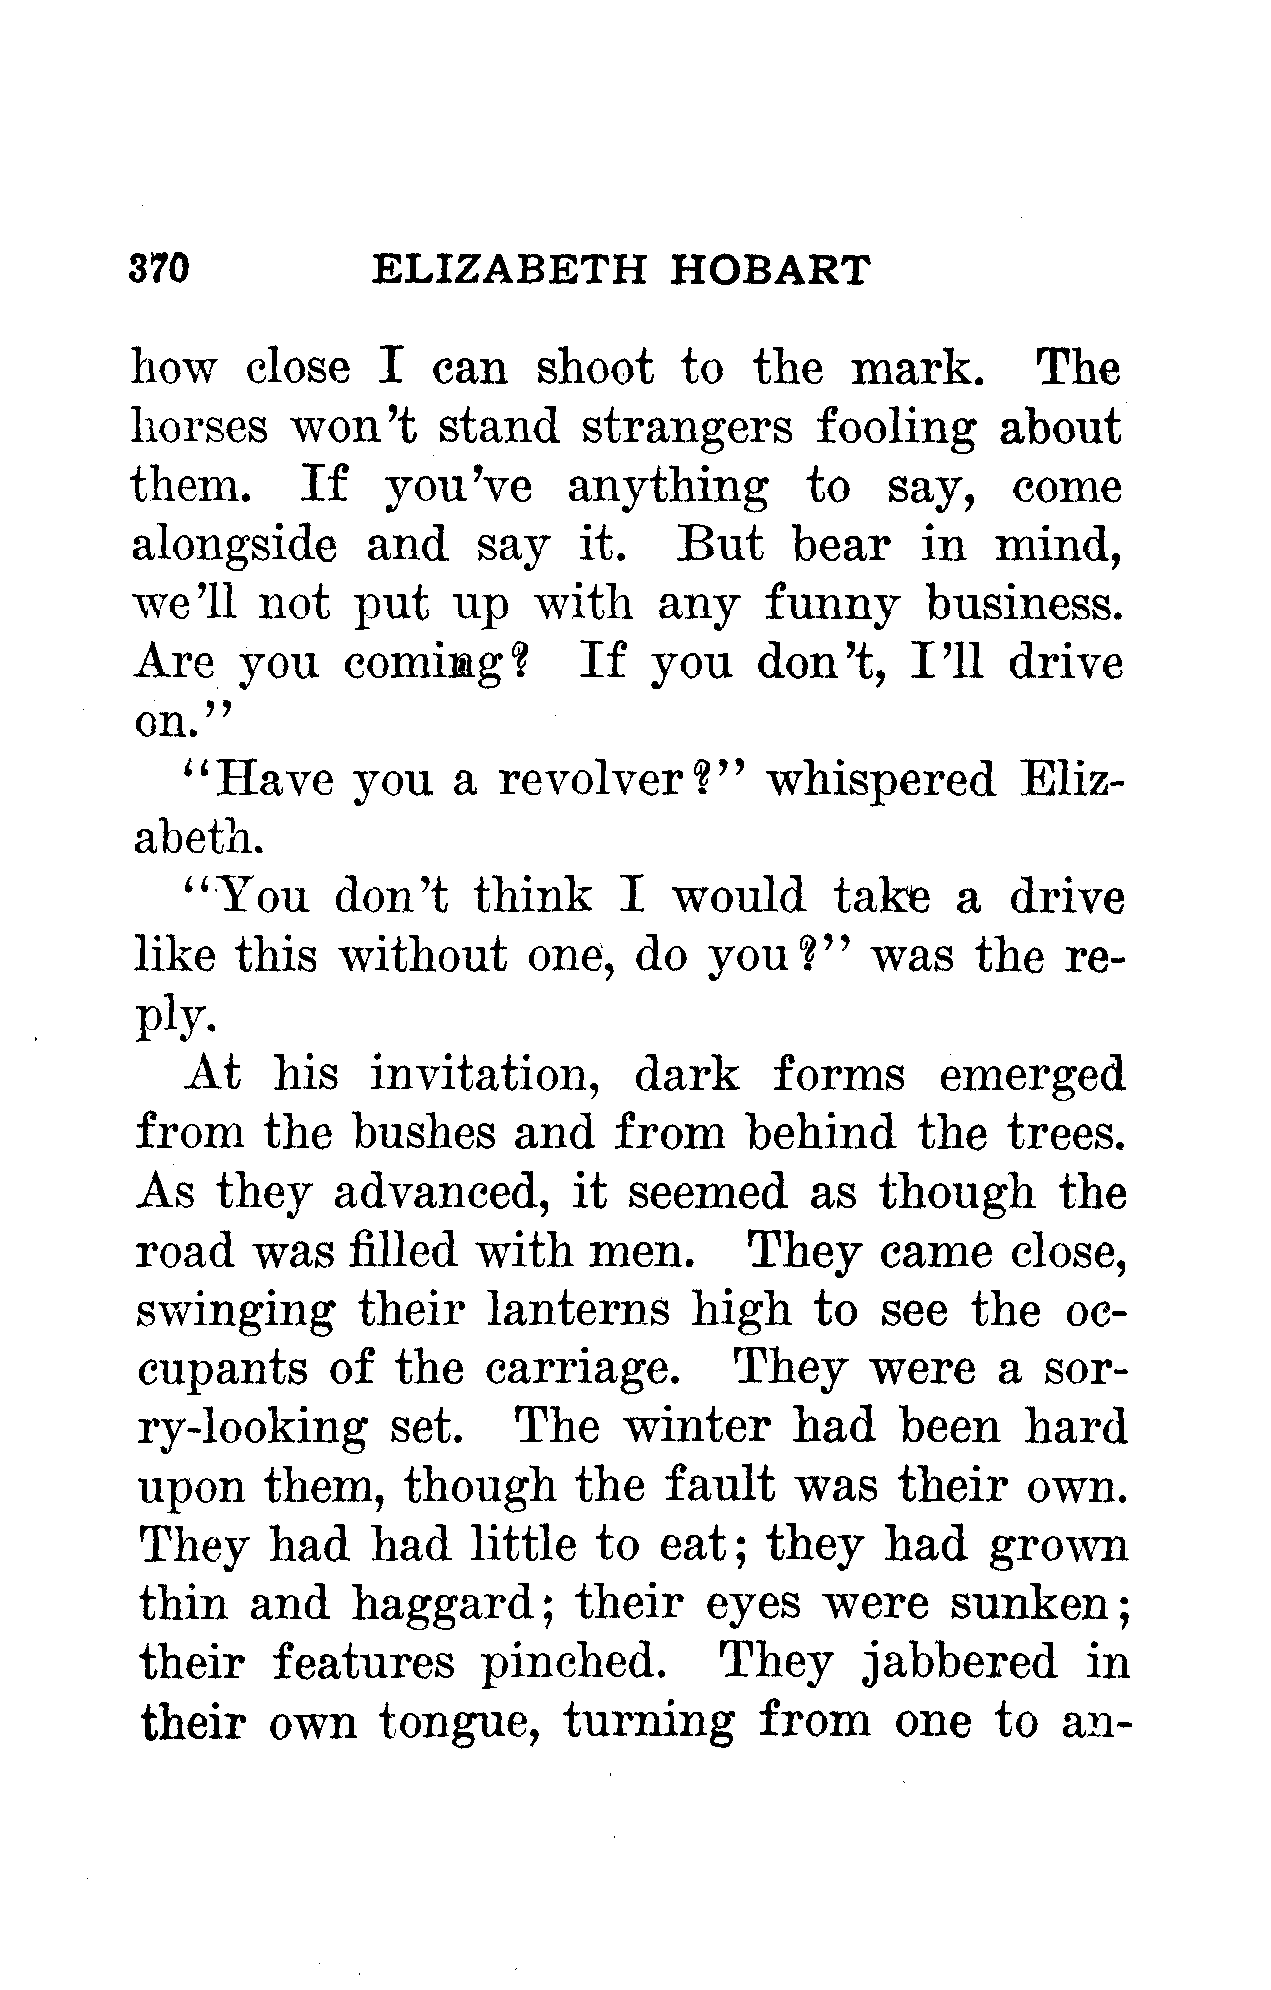 370 ELIZABETH HOBART
how close I can shoot to the mark. The
horses won't stand strangers fooling about
them. If you've anything to say, come
alongside and say it. But bear in mind,
we'll not put up with any funny business.
Are you coming? If you don't, I'll drive
on."
"Have you a revolver?" whispered Eliz-
abeth.
"You don't think I would take a drive
like this without one, do you?" was the re-
ply.
At his invitation, dark forms emerged
from the bushes and from behind the trees.
As they advanced, it seemed as though the
road was filled with men. They came close,
swinging their lanterns high to see the oc-
cupants of the carriage. They were a sor-
ry-looking set. The winter had been hard
upon them, though the fault was their own.
They had had little to eat; they had grown
thin and haggard; their eyes were sunken;
their features pinched. They jabbered in
their own tongue, turning from one to an-